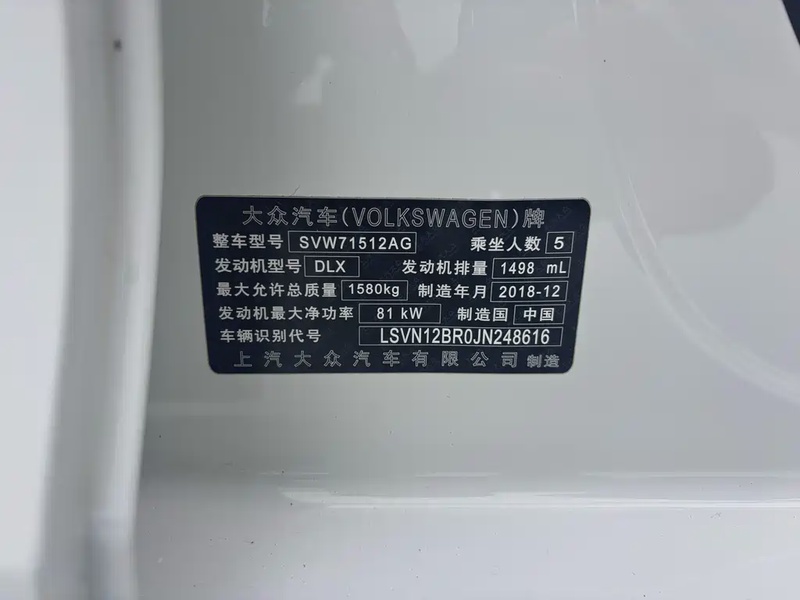 大众汽车(VOLKSWAGEN)牌
整车型号 SVW71512AG 乘坐人数 5
发动机型号 DLX 发动机排量 1498 mL
最大允许总质量 1580kg 制造年月 2018-12
发动机最大净功率 81 kW 制造国 中国
车辆识别代号 LSVN12BR0JN248616
上汽大众汽车有限公司 制造